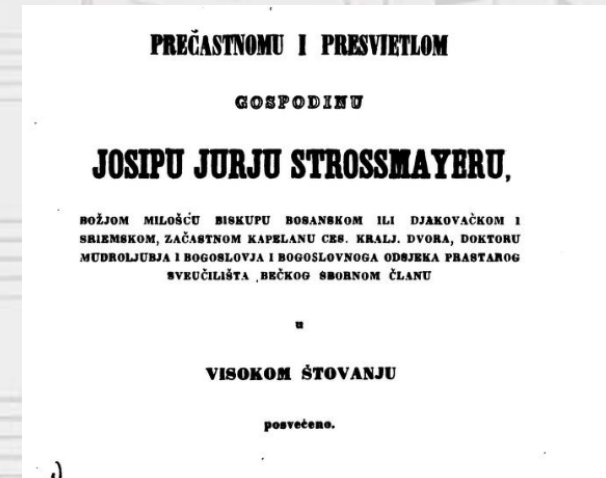 PREČASTNOMU I PRESVIETLOM
GOSPODINU
JOSIPU JURJU STROSSMAYERU,
BOŽJOM MILOŠĆU BISKUPU BOSANSKOM ILI DJAKOVAČKOM I
SRIEMSKOM, ZAČASTNOM KAPELANU CES. KRALJ. DVORA, DOKTORU
MUDROLJUBJA I BOGOSLOVJA I BOGOSLOVNOGA ODSJEKA PRASTAROG
SVEUČILIŠTA BEČKOG SBORNOM ČLANU
u
VISOKOM ŠTOVANJU
posvećeno.